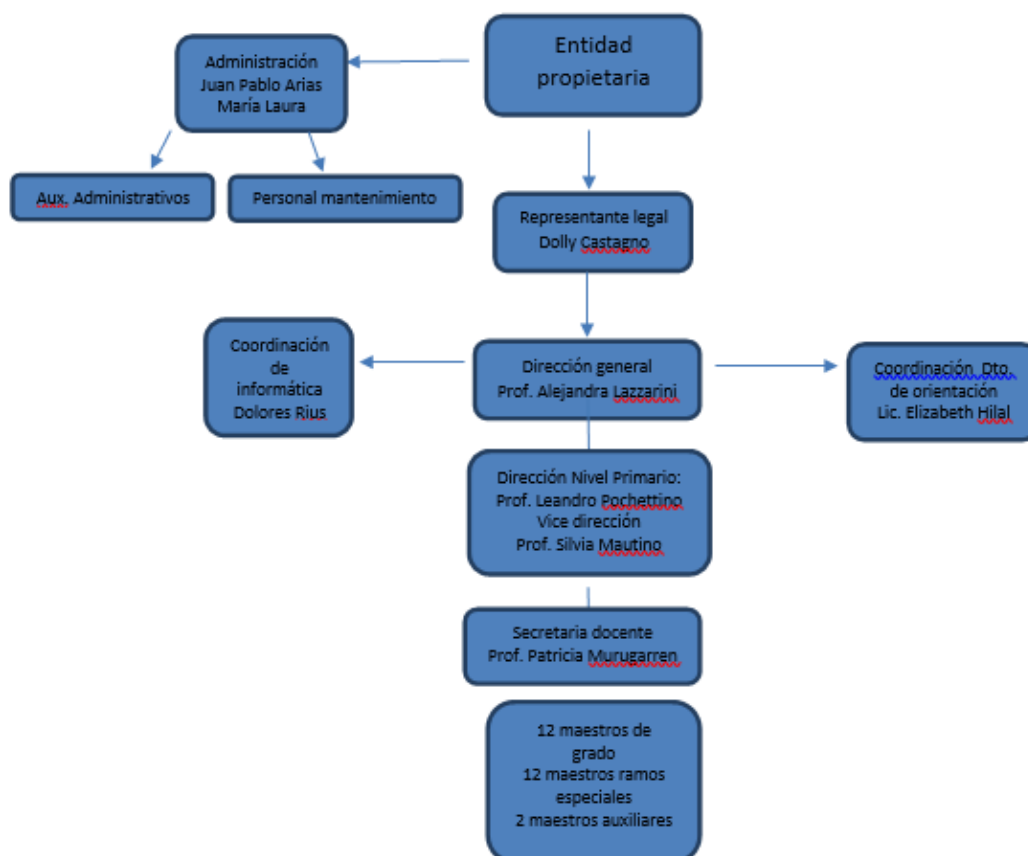 Entidad
propietaria
Administración
Juan Pablo Arias
María Laura
Aux. Administrativos
Personal mantenimiento
Representante legal
Dolly Castagno
Coordinación
de
informática
Dolores Rius
Dirección general
Prof. Alejandra Lazzarini
Coordinación Dto.
de orientación
Lic. Elizabeth Hilal
Dirección Nivel Primario:
Prof. Leandro Pochettino
Vice dirección
Prof. Silvia Mautino
Secretaria docente
Prof. Patricia Murugarren
12 maestros de
grado
12 maestros ramos
especiales
2 maestros auxiliares